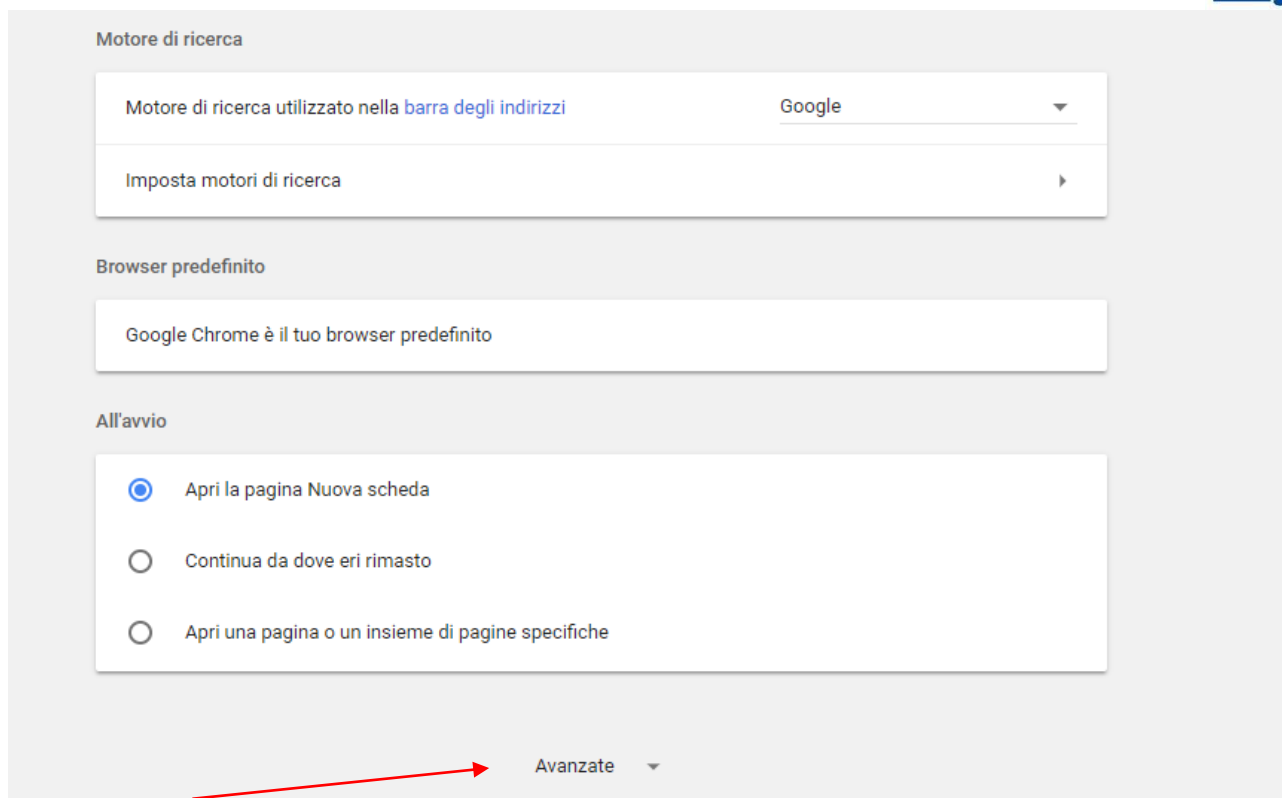 Motore di ricerca
Motore di ricerca utilizzato nella barra degli indirizzi
Google
Imposta motori di ricerca
Browser predefinito
Google Chrome è il tuo browser predefinito
All'avvio
Apri la pagina Nuova scheda
Continua da dove eri rimasto
Apri una pagina o un insieme di pagine specifiche
Avanzate